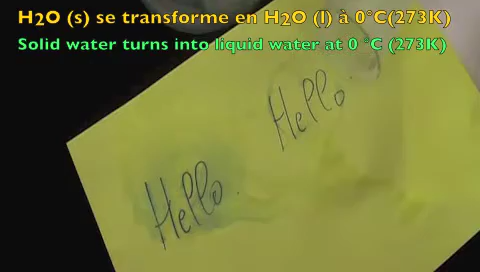 H2O (s) se transforme en H2O (l) à 0°C(273K)
Solid water turns into liquid water at 0 °C (273K)
Hello.
Hello.